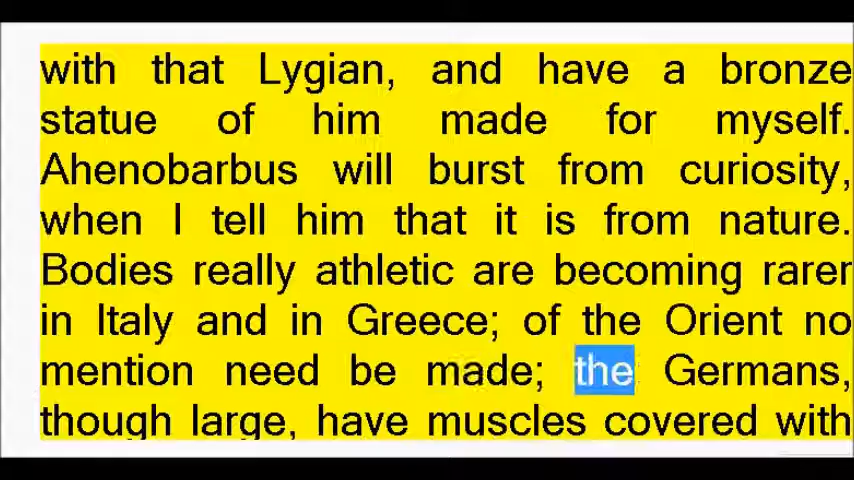 with that Lygian, and have a bronze
statue of him made for myself.
Ahenobarbus will burst from curiosity,
when I tell him that it is from nature.
Bodies really athletic are becoming rarer
in Italy and in Greece; of the Orient no
mention need be made; the Germans,
though large, have muscles covered with